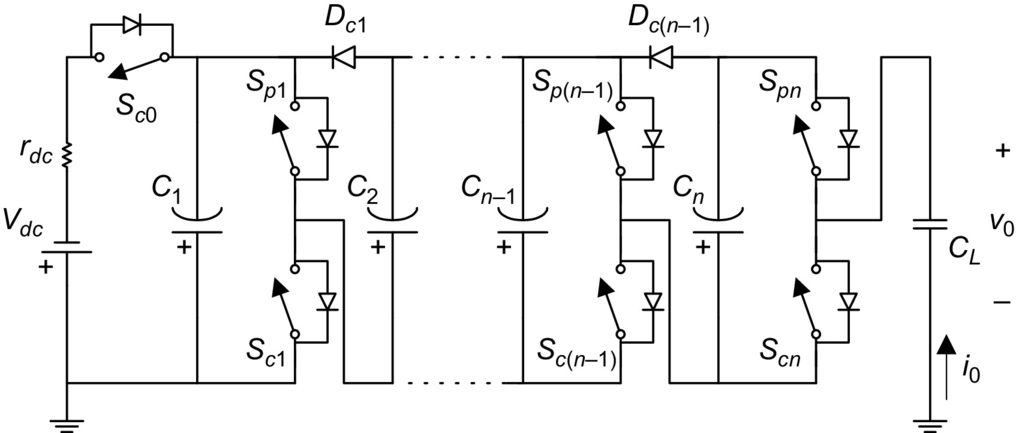 D_c1
D_c(n–1)
S_c0
S_p1
S_p(n–1)
S_pn
r_dc
C_1
C_2
C_n–1
C_n
+
V_dc
v_0
+
+
+
+
+
C_L
–
S_c1
S_c(n–1)
S_cn
i_0